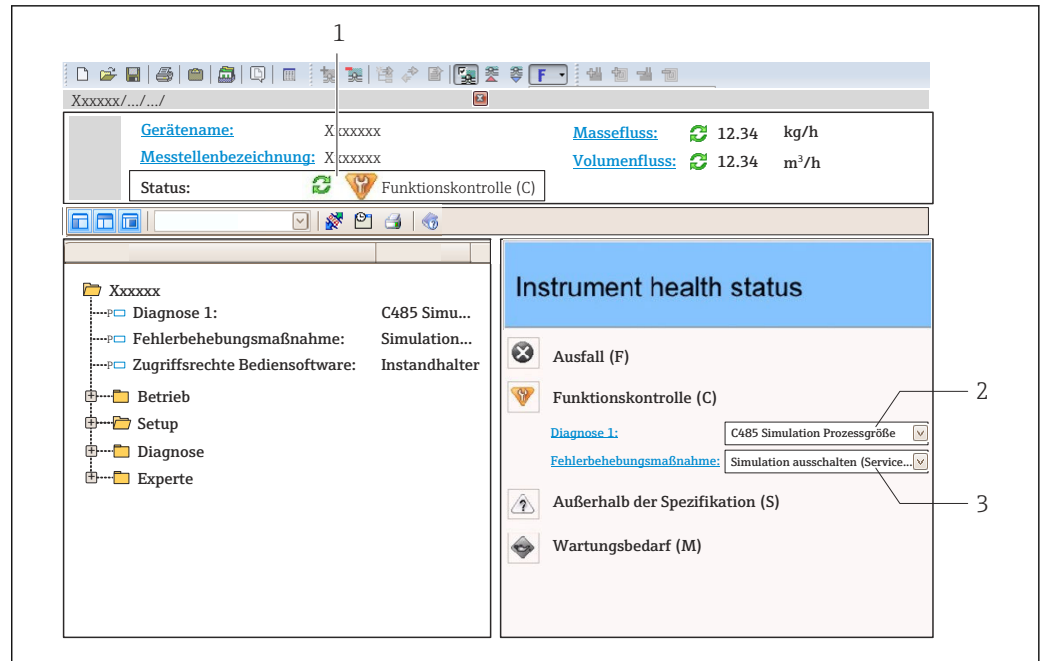 1
F
Xxxxxx/.../.../
Gerätename: Xxxxxxx Massefluss: 12.34 kg/h
Messstellenbezeichnung: Xxxxxxx Volumenfluss: 12.34 m³/h
Status: Funktionskontrolle (C)
Xxxxxx
Diagnose 1: C485 Simu...
Fehlerbehebungsmaßnahme: Simulation...
Zugriffsrechte Bediensoftware: Instandhalter
Betrieb
Setup
Diagnose
Experte
Instrument health status
Ausfall (F)
Funktionskontrolle (C)
Diagnose 1: C485 Simulation Prozessgröße
2
Fehlerbehebungsmaßnahme: Simulation ausschalten (Service...
3
Außerhalb der Spezifikation (S)
Wartungsbedarf (M)